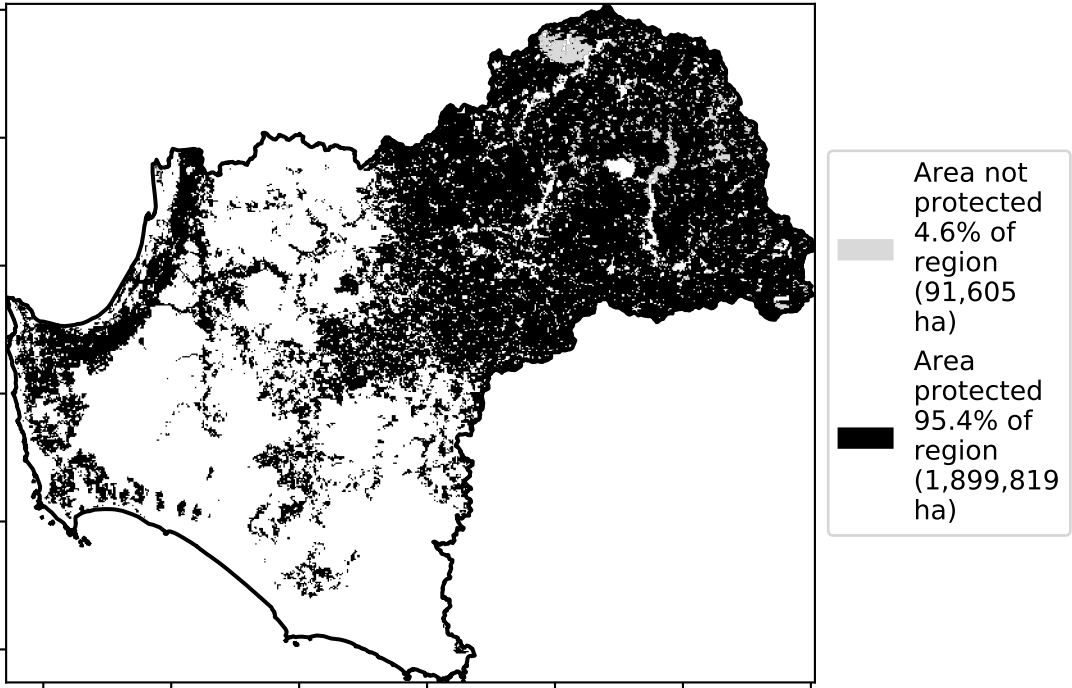 Area not
protected
4.6% of
region
(91,605
ha)
Area
protected
95.4% of
region
(1,899,819
ha)